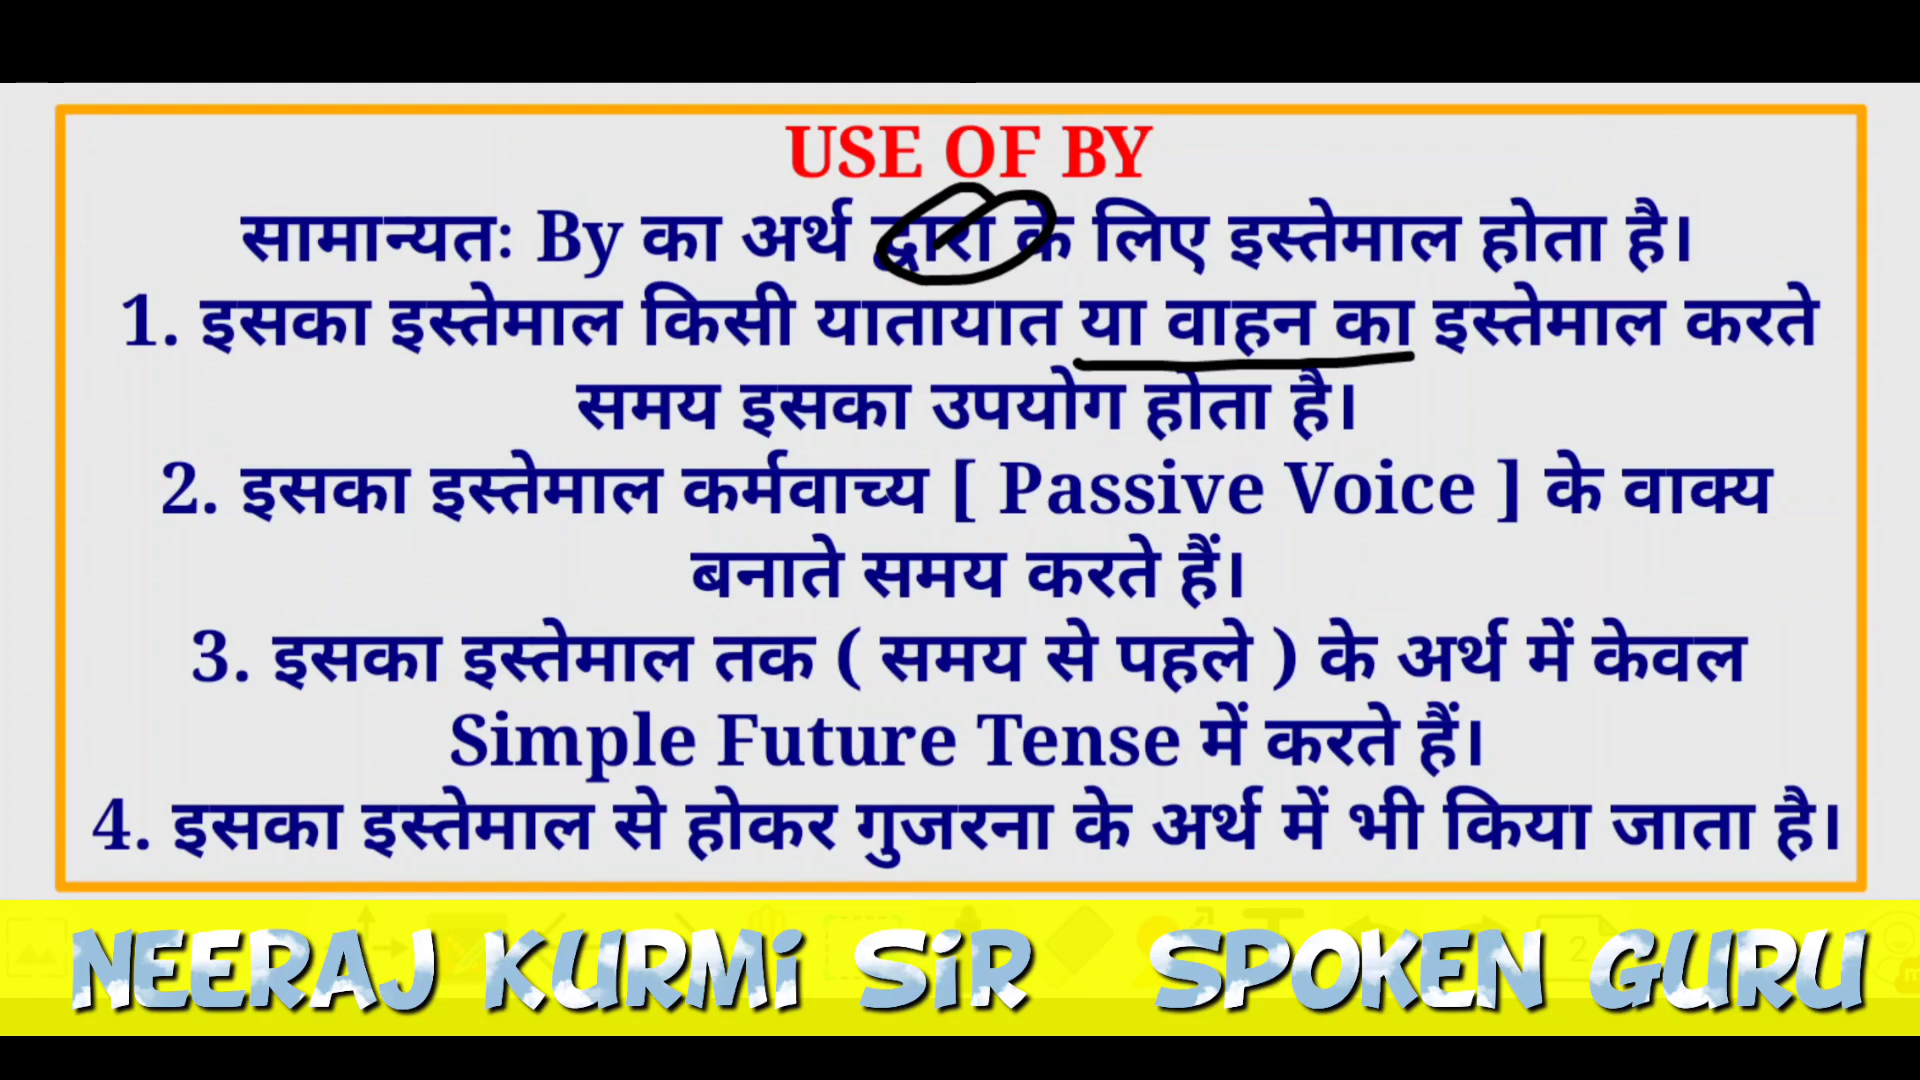 USE OF BY
सामान्यतः By का अर्थ द्वारा के लिए इस्तेमाल होता है।
1. इसका इस्तेमाल किसी यातायात या वाहन का इस्तेमाल करते
समय इसका उपयोग होता है।
2. इसका इस्तेमाल कर्मवाच्य [ Passive Voice ] के वाक्य
बनाते समय करते हैं।
3. इसका इस्तेमाल तक ( समय से पहले ) के अर्थ में केवल
Simple Future Tense में करते हैं।
4. इसका इस्तेमाल से होकर गुजरना के अर्थ में भी किया जाता है।
NEERAJ KURMI SIR SPOKEN GURU
2